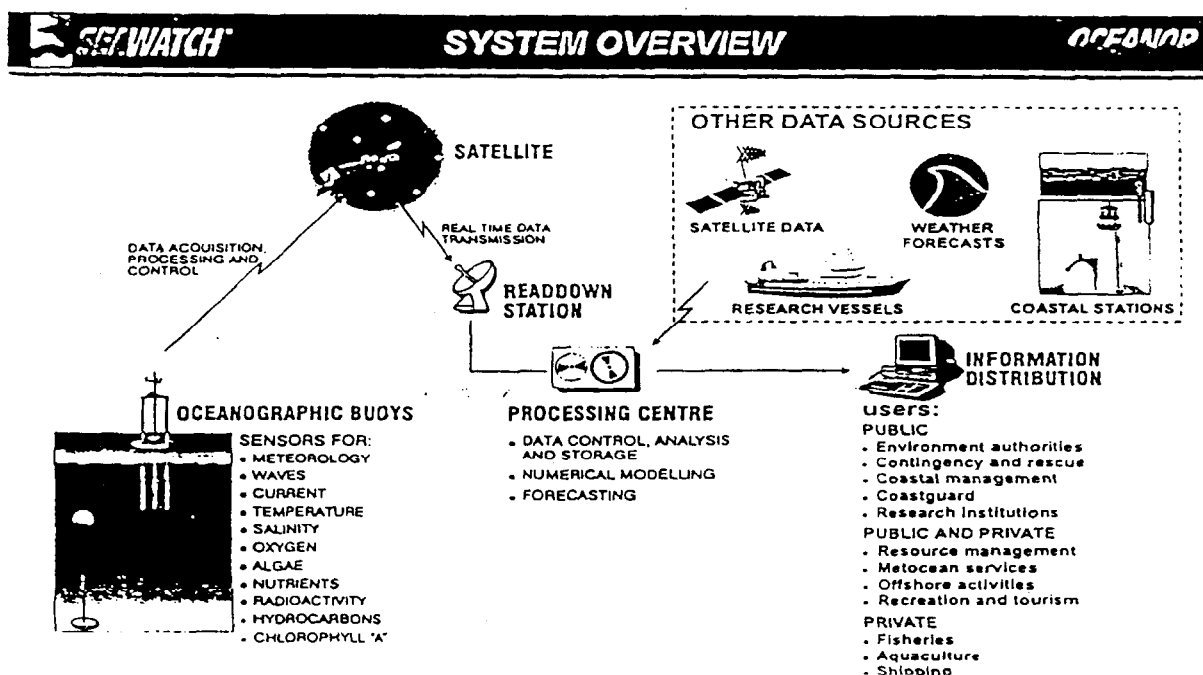 SEAWATCH
SYSTEM OVERVIEW
OCEANOR
SATELLITE
DATA ACQUISITION,
PROCESSING AND
CONTROL
REAL TIME DATA
TRANSMISSION
READDOWN
STATION
OTHER DATA SOURCES
SATELLITE DATA
WEATHER
FORECASTS
RESEARCH VESSELS
COASTAL STATIONS
OCEANOGRAPHIC BUOYS
SENSORS FOR:
• METEOROLOGY
• WAVES
• CURRENT
• TEMPERATURE
• SALINITY
• OXYGEN
• ALGAE
• NUTRIENTS
• RADIOACTIVITY
• HYDROCARBONS
• CHLOROPHYLL "A"
PROCESSING CENTRE
• DATA CONTROL, ANALYSIS
AND STORAGE
• NUMERICAL MODELLING
• FORECASTING
INFORMATION
DISTRIBUTION
users:
PUBLIC
• Environment authorities
• Contingency and rescue
• Coastal management
• Coastguard
• Research Institutions
PUBLIC AND PRIVATE
• Resource management
• Metocean services
• Offshore activities
• Recreation and tourism
PRIVATE
• Fisheries
• Aquaculture
• Shipping